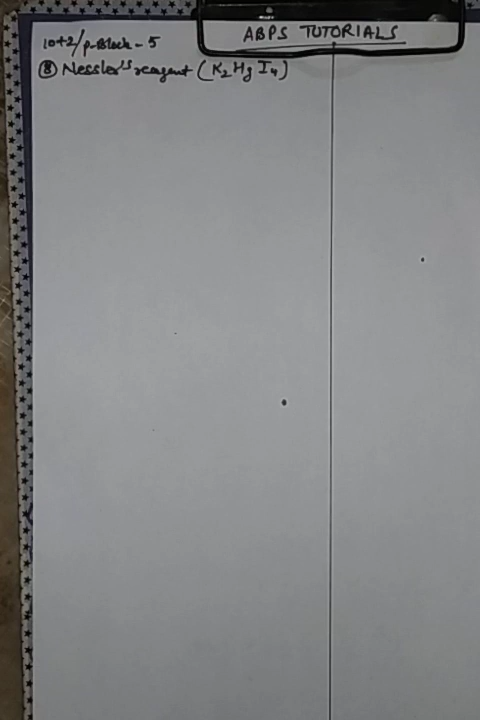 ABPS TUTORIALS
10+2/p-Block-5
⑧ Nessler's reagent (K₂HgI₄)